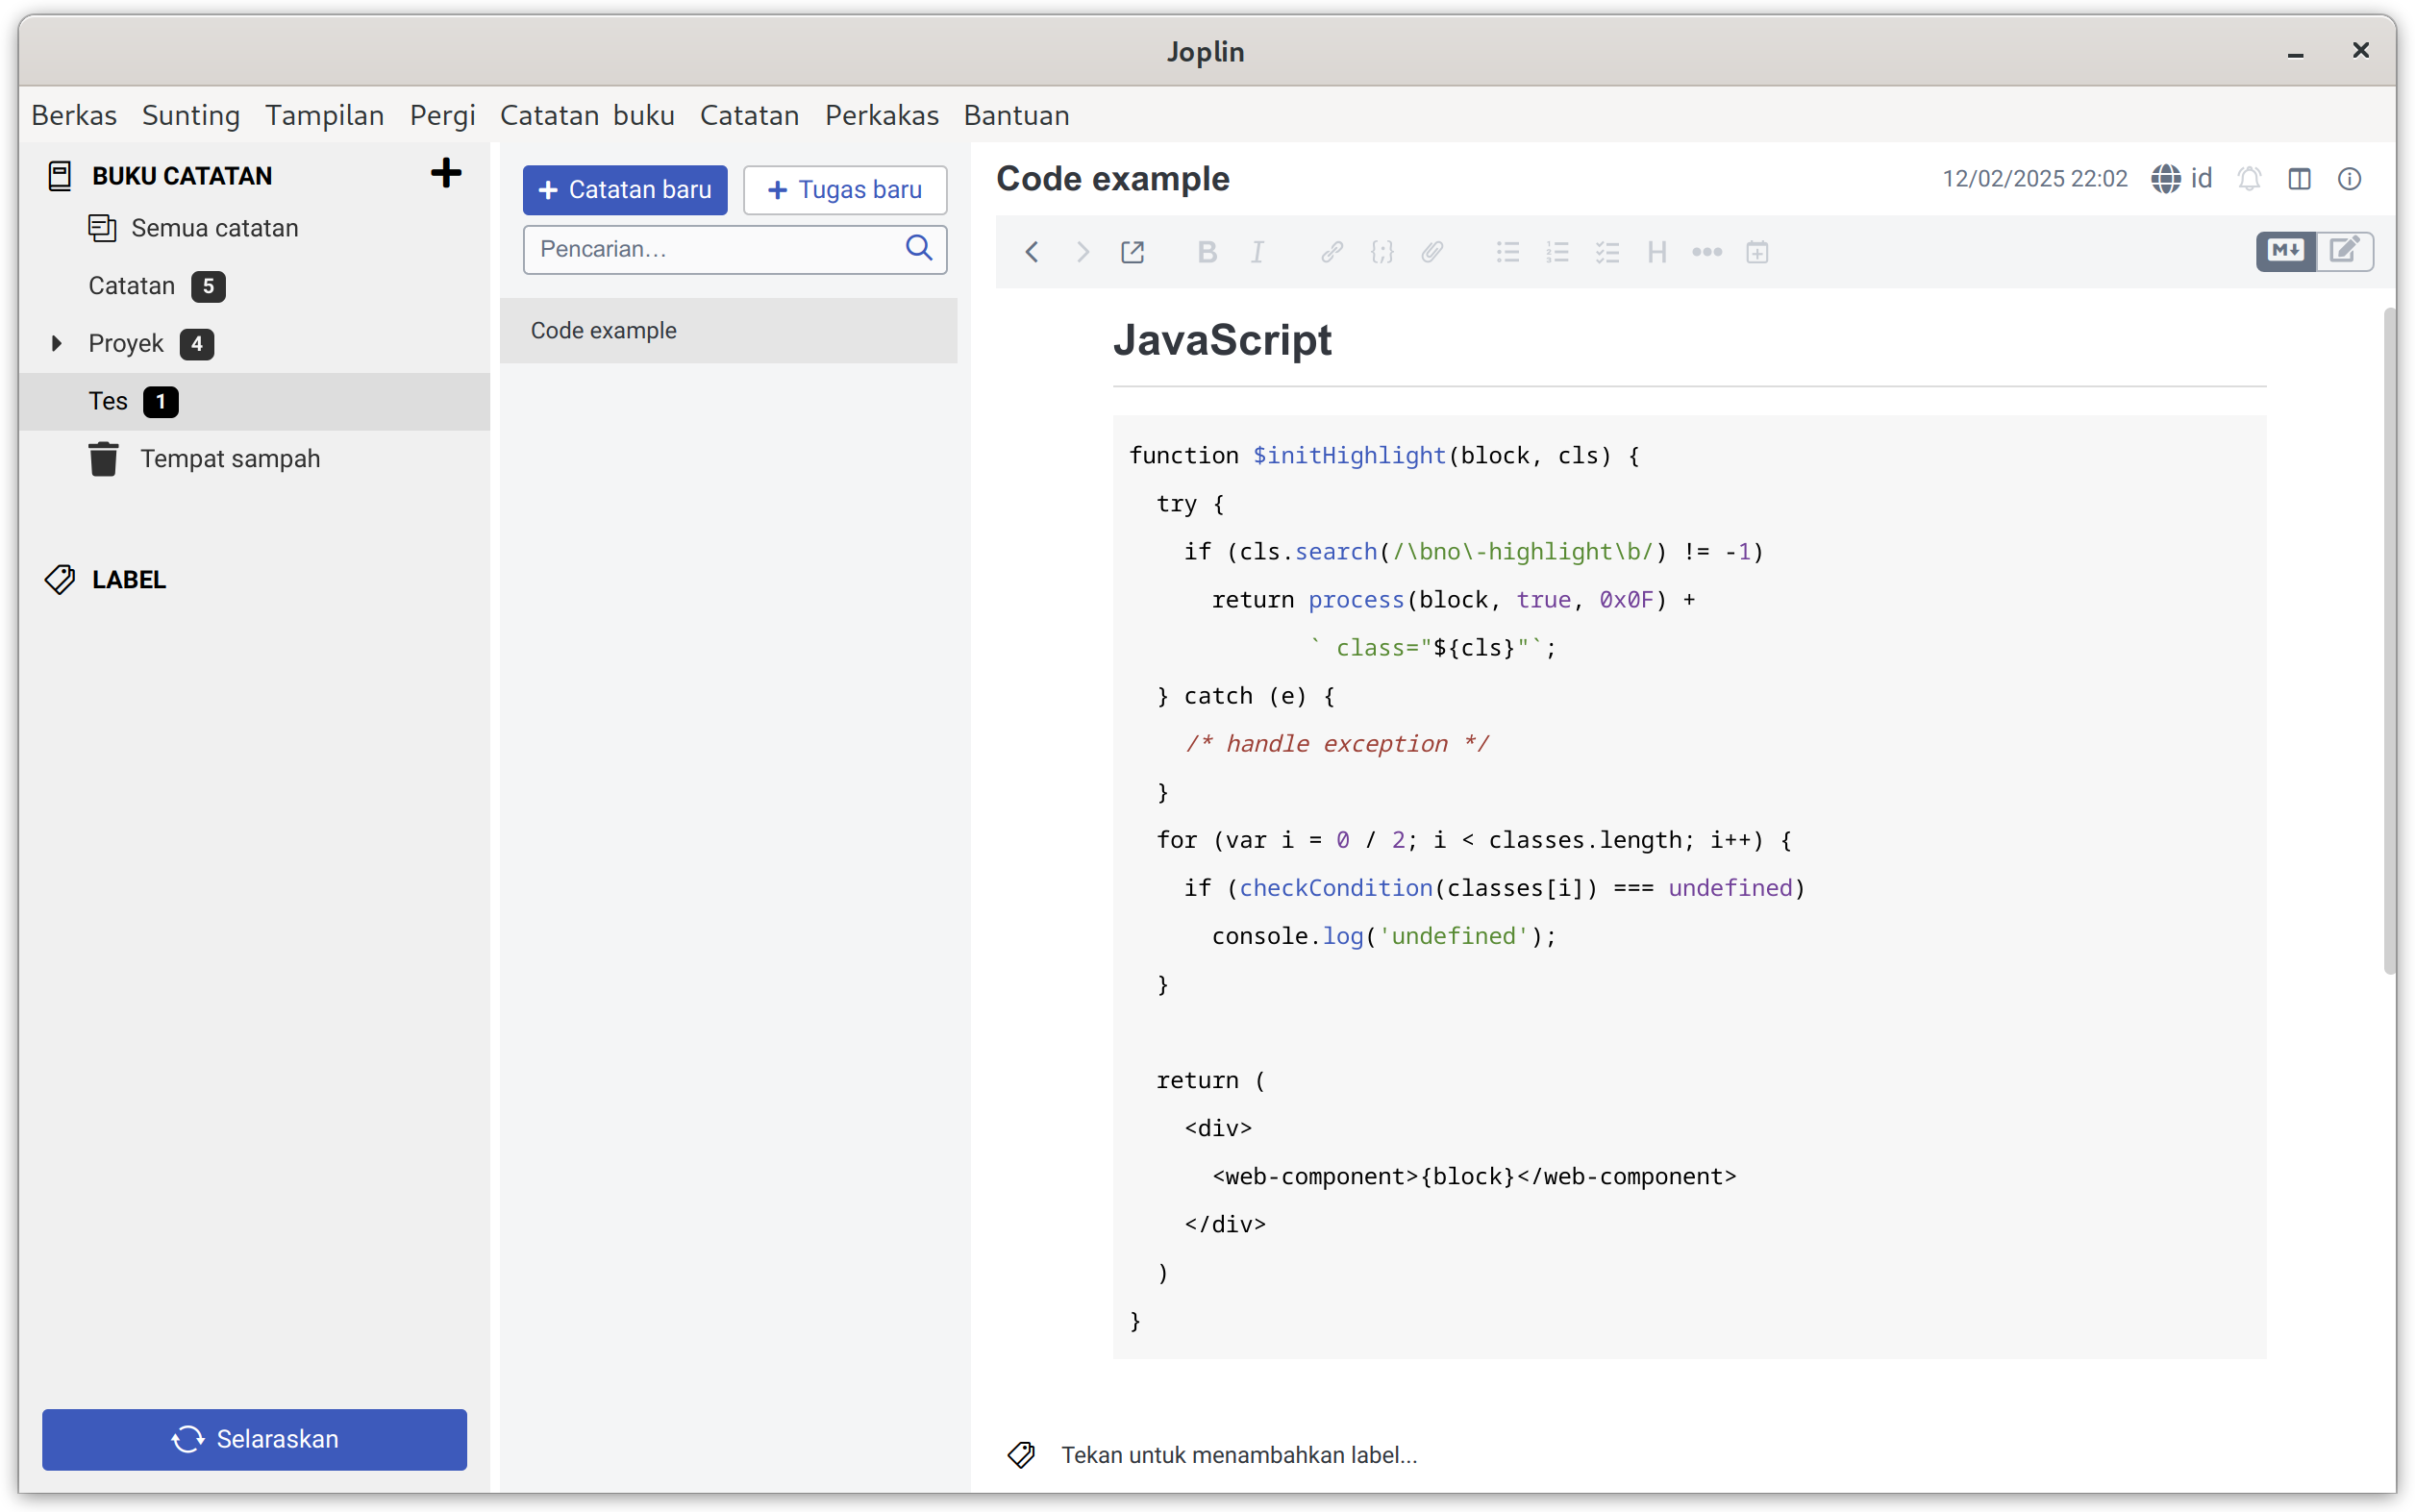 Joplin
Berkas Sunting Tampilan Pergi Catatan buku Catatan Perkakas Bantuan
BUKU CATATAN
Semua catatan
Catatan 5
Proyek 4
Tes 1
Tempat sampah
LABEL
Selaraskan
Catatan baru Tugas baru
Pencarian...
Code example
Code example
12/02/2025 22:02 id
B I H
M
JavaScript
function $initHighlight(block, cls) {
  try {
    if (cls.search(/\bno\-highlight\b/) != -1)
      return process(block, true, 0x0F) +
             ` class="${cls}"`;
  } catch (e) {
    /* handle exception */
  }
  for (var i = 0 / 2; i < classes.length; i++) {
    if (checkCondition(classes[i]) === undefined)
      console.log('undefined');
  }
  return (
    <div>
      <web-component>{block}</web-component>
    </div>
  )
}
Tekan untuk menambahkan label...